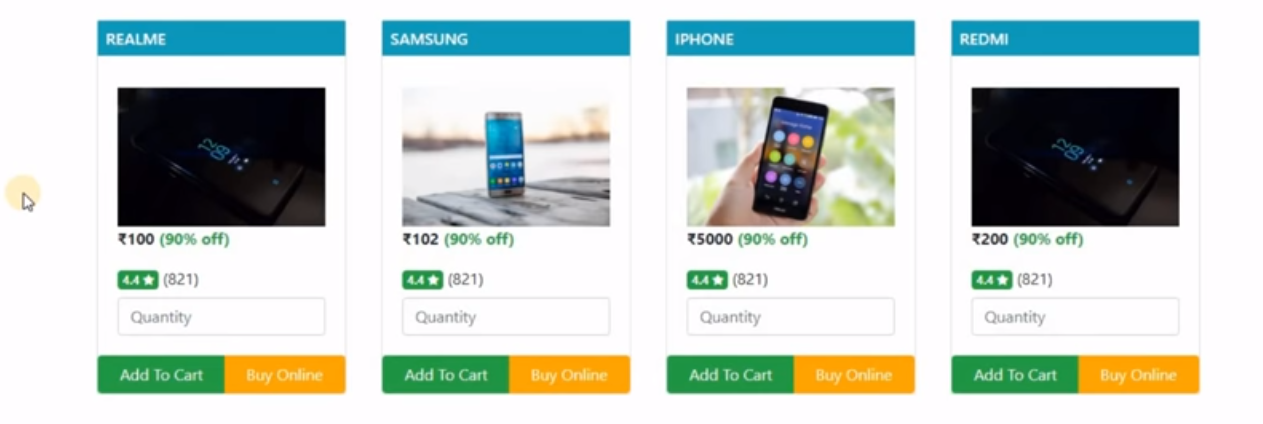 REALME
₹100 (90% off)
4.4 ★ (821)
Quantity
Add To Cart Buy Online
SAMSUNG
₹102 (90% off)
4.4 ★ (821)
Quantity
Add To Cart Buy Online
IPHONE
₹5000 (90% off)
4.4 ★ (821)
Quantity
Add To Cart Buy Online
REDMI
₹200 (90% off)
4.4 ★ (821)
Quantity
Add To Cart Buy Online